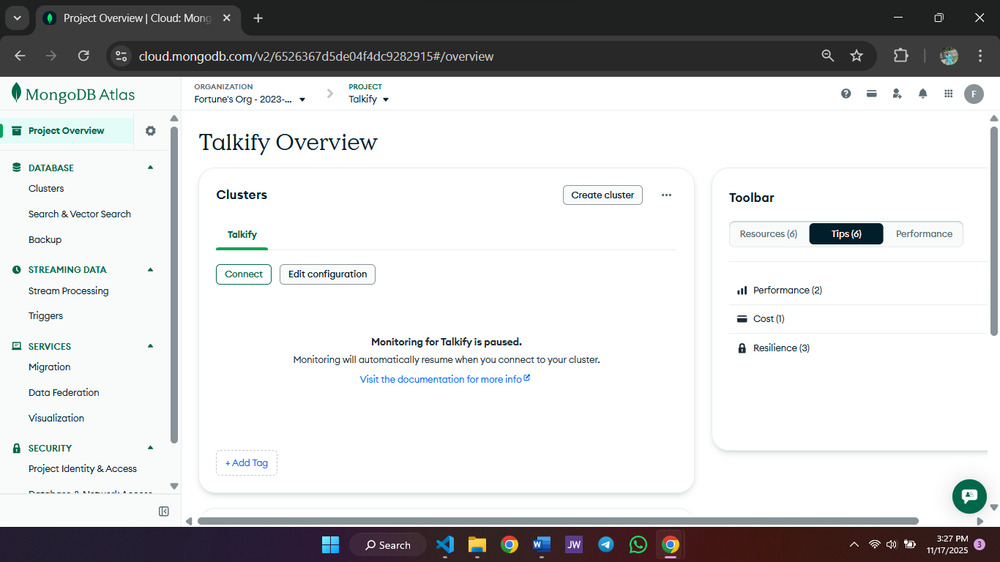 Project Overview | Cloud: Mong
cloud.mongodb.com/v2/6526367d5de04f4dc9282915#/overview
MongoDB Atlas
ORGANIZATION
Fortune's Org - 2023-...
PROJECT
Talkify
F
Project Overview
DATABASE
Clusters
Search & Vector Search
Backup
STREAMING DATA
Stream Processing
Triggers
SERVICES
Migration
Data Federation
Visualization
SECURITY
Project Identity & Access
Database & Network Access
Talkify Overview
Clusters
Create cluster
Talkify
Connect
Edit configuration
Monitoring for Talkify is paused.
Monitoring will automatically resume when you connect to your cluster.
Visit the documentation for more info
+ Add Tag
Toolbar
Resources (6)
Tips (6)
Performance
Performance (2)
Cost (1)
Resilience (3)
Search
JW
3:27 PM
11/17/2025
3